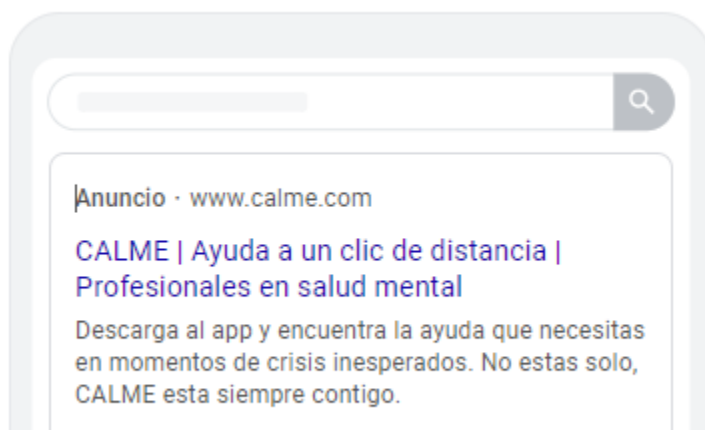 Anuncio · www.calme.com
CALME | Ayuda a un clic de distancia |
Profesionales en salud mental
Descarga al app y encuentra la ayuda que necesitas
en momentos de crisis inesperados. No estas solo,
CALME esta siempre contigo.